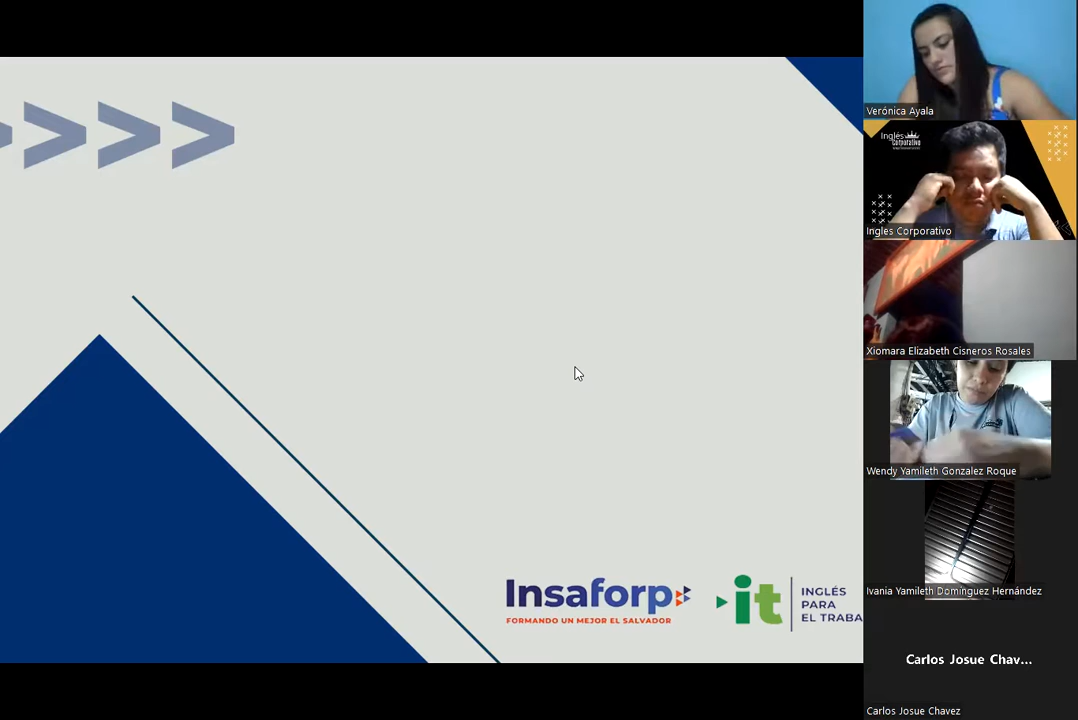 Insaforp
FORMANDO UN MEJOR EL SALVADOR
it
INGLÉS
PARA
EL TRABA
Verónica Ayala
Inglés
Corporativo
Ingles Corporativo
Xiomara Elizabeth Cisneros Rosales
Wendy Yamileth Gonzalez Roque
Ivania Yamileth Domínguez Hernández
Carlos Josue Chav...
Carlos Josue Chavez